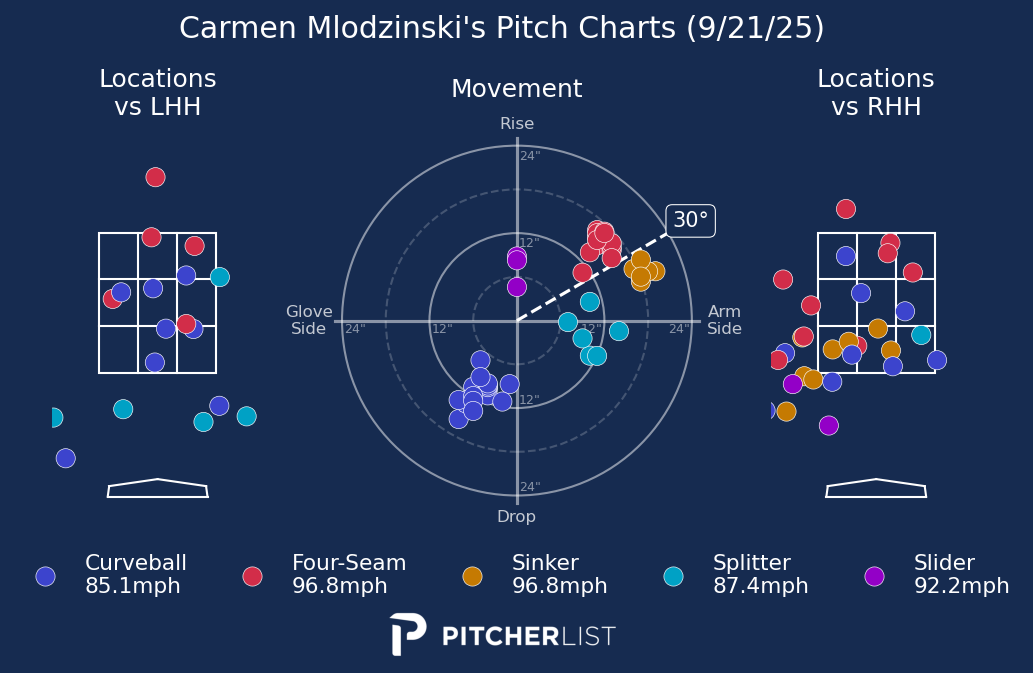 Carmen Mlodzinski's Pitch Charts (9/21/25)
Locations
vs LHH
Movement
Locations
vs RHH
Rise
24"
30°
12"
Glove
Side
24"
12"
12"
24"
Arm
Side
12"
24"
Drop
Curveball
85.1mph
Four-Seam
96.8mph
Sinker
96.8mph
Splitter
87.4mph
Slider
92.2mph
PITCHERLIST